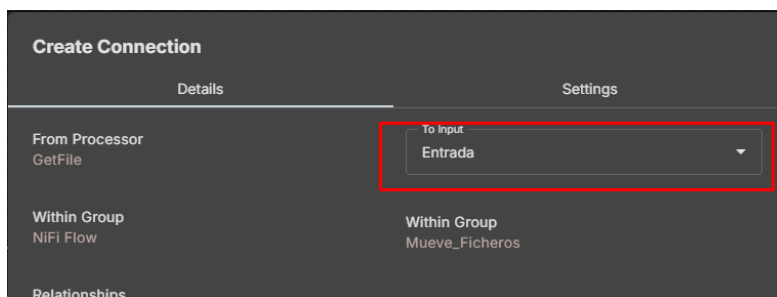 Create Connection
Details
Settings
From Processor
GetFile
To Input
Entrada
Within Group
NiFi Flow
Within Group
Mueve_Ficheros
Relationships